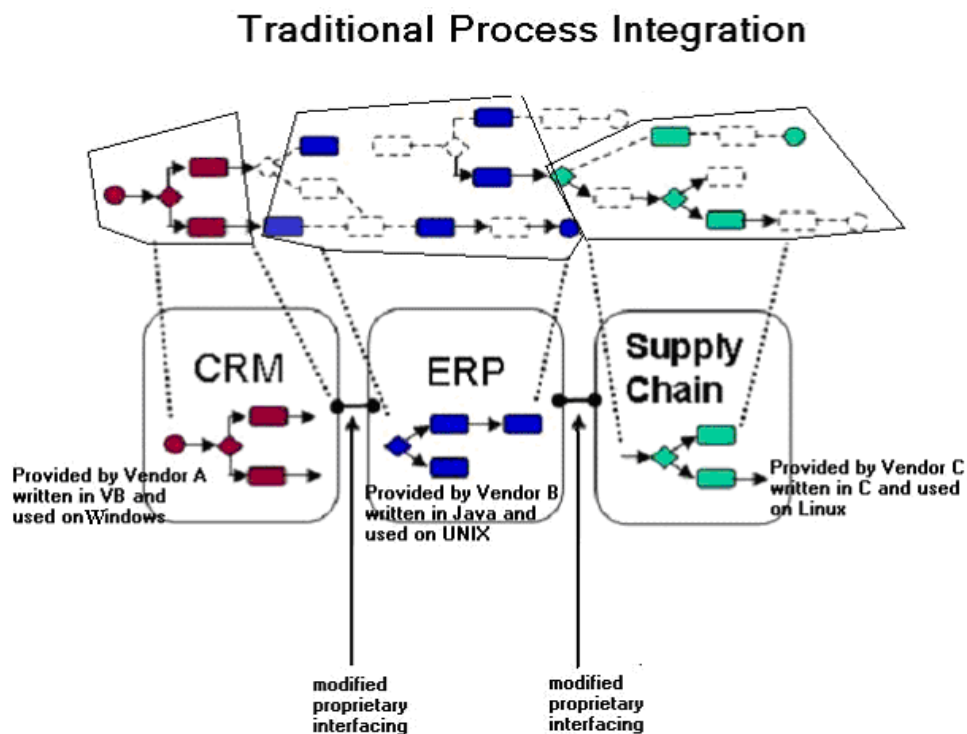 Traditional Process Integration
CRM
ERP
Supply
Chain
Provided by Vendor A
written in VB and
used onWindows
Provided by Vendor B
written in Java and
used on UNIX
Provided by Vendor C
written in C and used
on Linux
modified
proprietary
interfacing
modified
proprietary
interfacing